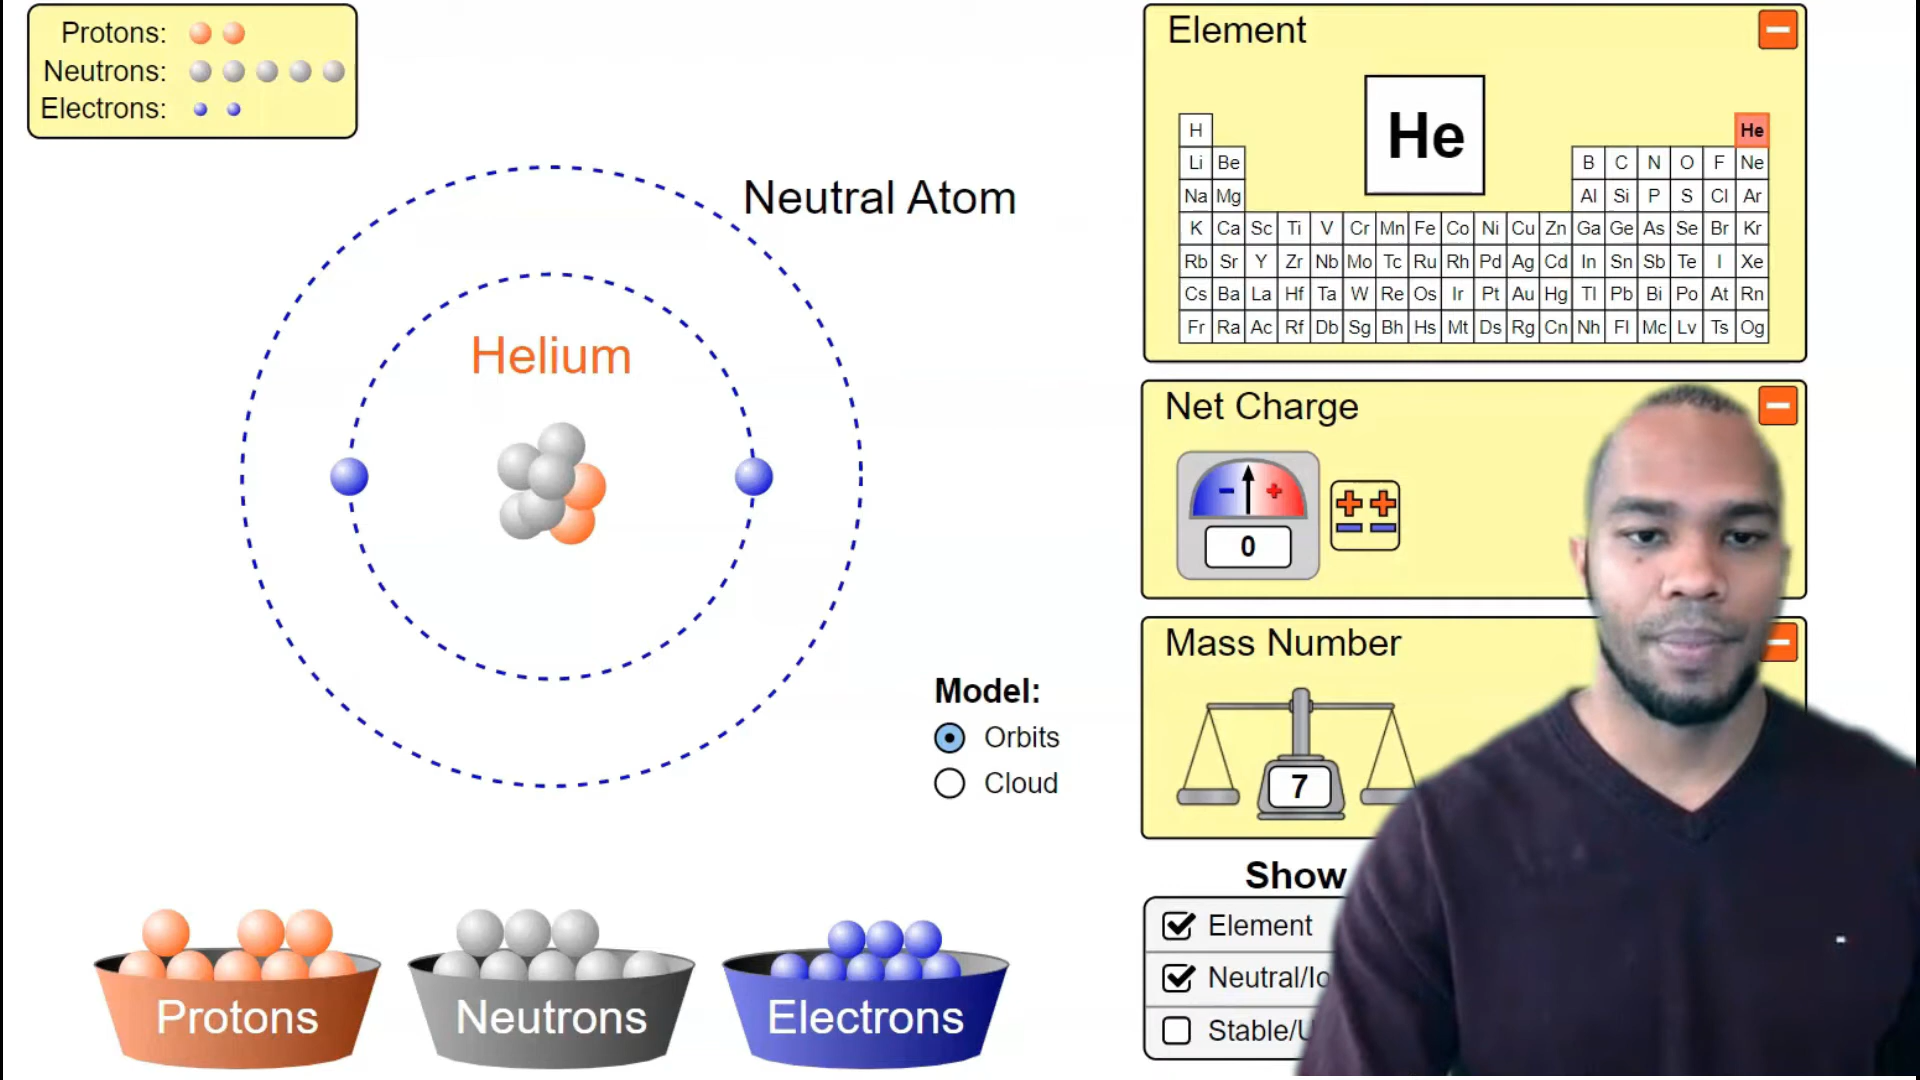 Protons:
Neutrons:
Electrons:
Neutral Atom
Helium
Model:
Orbits
Cloud
Protons
Neutrons
Electrons
Element
He
H He
Li Be B C N O F Ne
Na Mg Al Si P S Cl Ar
K Ca Sc Ti V Cr Mn Fe Co Ni Cu Zn Ga Ge As Se Br Kr
Rb Sr Y Zr Nb Mo Tc Ru Rh Pd Ag Cd In Sn Sb Te I Xe
Cs Ba La Hf Ta W Re Os Ir Pt Au Hg Tl Pb Bi Po At Rn
Fr Ra Ac Rf Db Sg Bh Hs Mt Ds Rg Cn Nh Fl Mc Lv Ts Og
Net Charge
- +
0
Mass Number
7
Show
Element
Neutral/Io
Stable/U